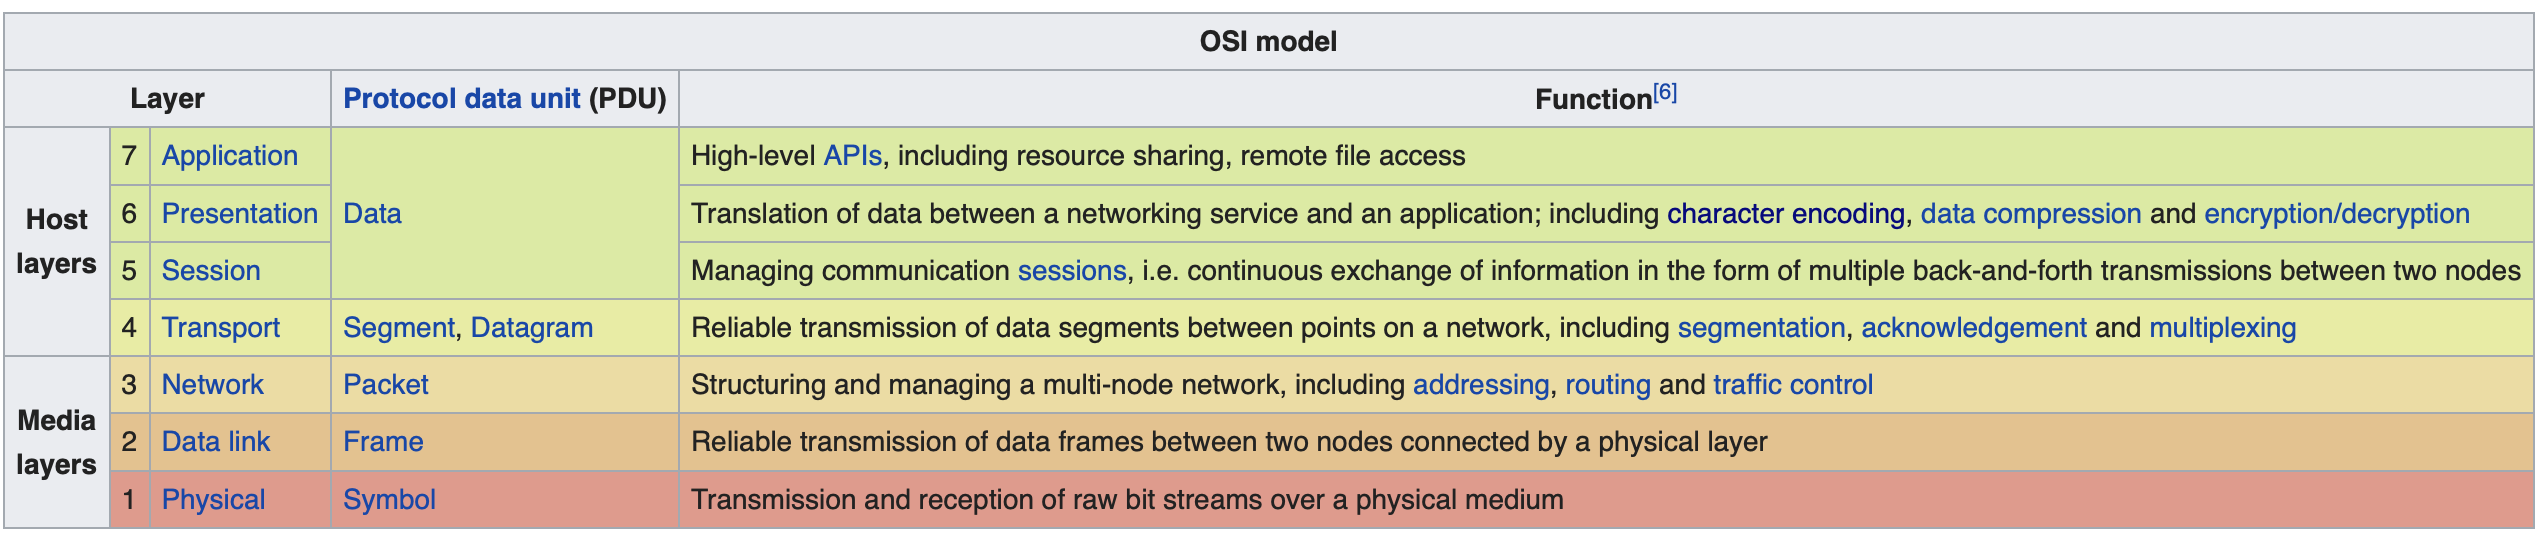 OSI model
Layer Protocol data unit (PDU) Function[6]
Host layers
7 Application Data High-level APIs, including resource sharing, remote file access
6 Presentation Translation of data between a networking service and an application; including character encoding, data compression and encryption/decryption
5 Session Managing communication sessions, i.e. continuous exchange of information in the form of multiple back-and-forth transmissions between two nodes
4 Transport Segment, Datagram Reliable transmission of data segments between points on a network, including segmentation, acknowledgement and multiplexing
Media layers
3 Network Packet Structuring and managing a multi-node network, including addressing, routing and traffic control
2 Data link Frame Reliable transmission of data frames between two nodes connected by a physical layer
1 Physical Symbol Transmission and reception of raw bit streams over a physical medium